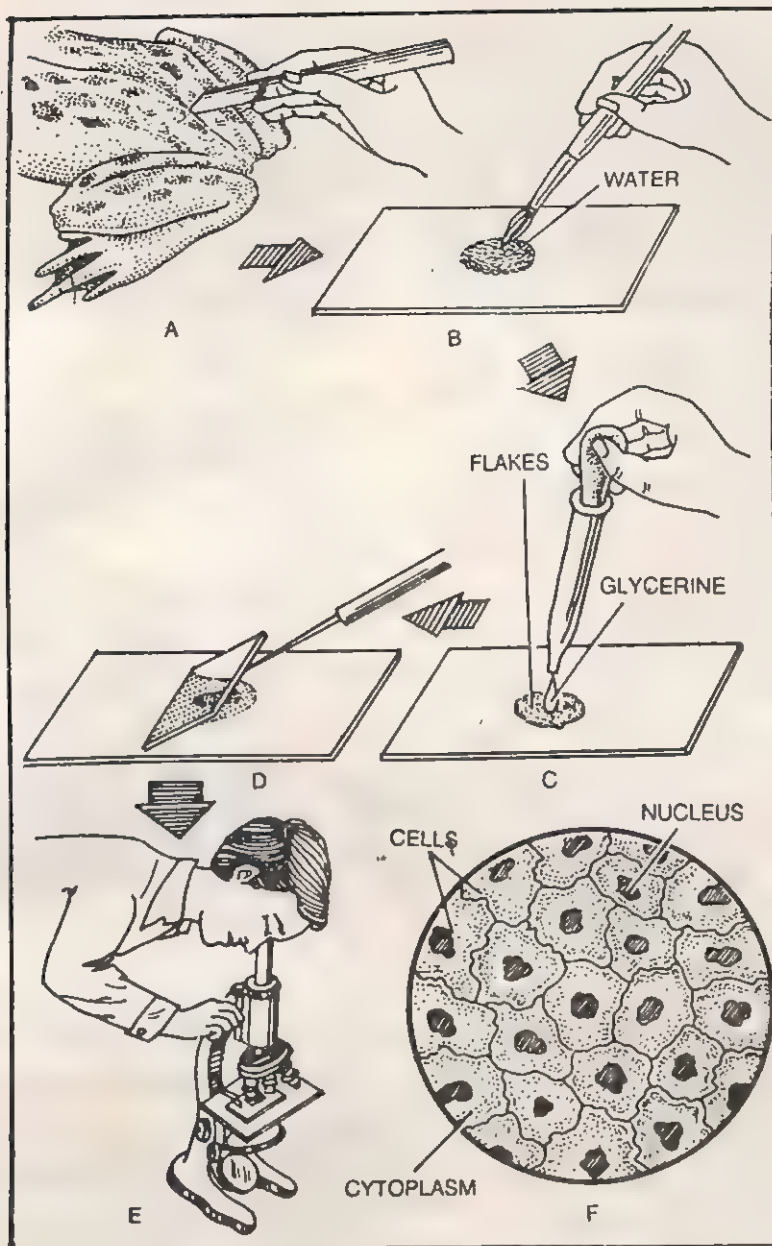 WATER
A
B
FLAKES
GLYCERINE
D
C
CELLS
NUCLEUS
CYTOPLASM
E
F